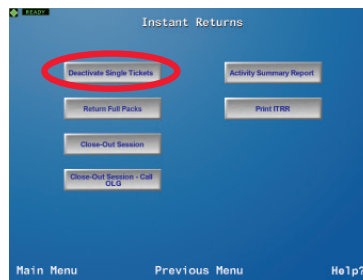 READY
Instant Returns
Deactivate Single Tickets
Activity Summary Report
Return Full Packs
Print ITRR
Close-Out Session
Close-Out Session - Call
OLG
Main Menu
Previous Menu
Help?